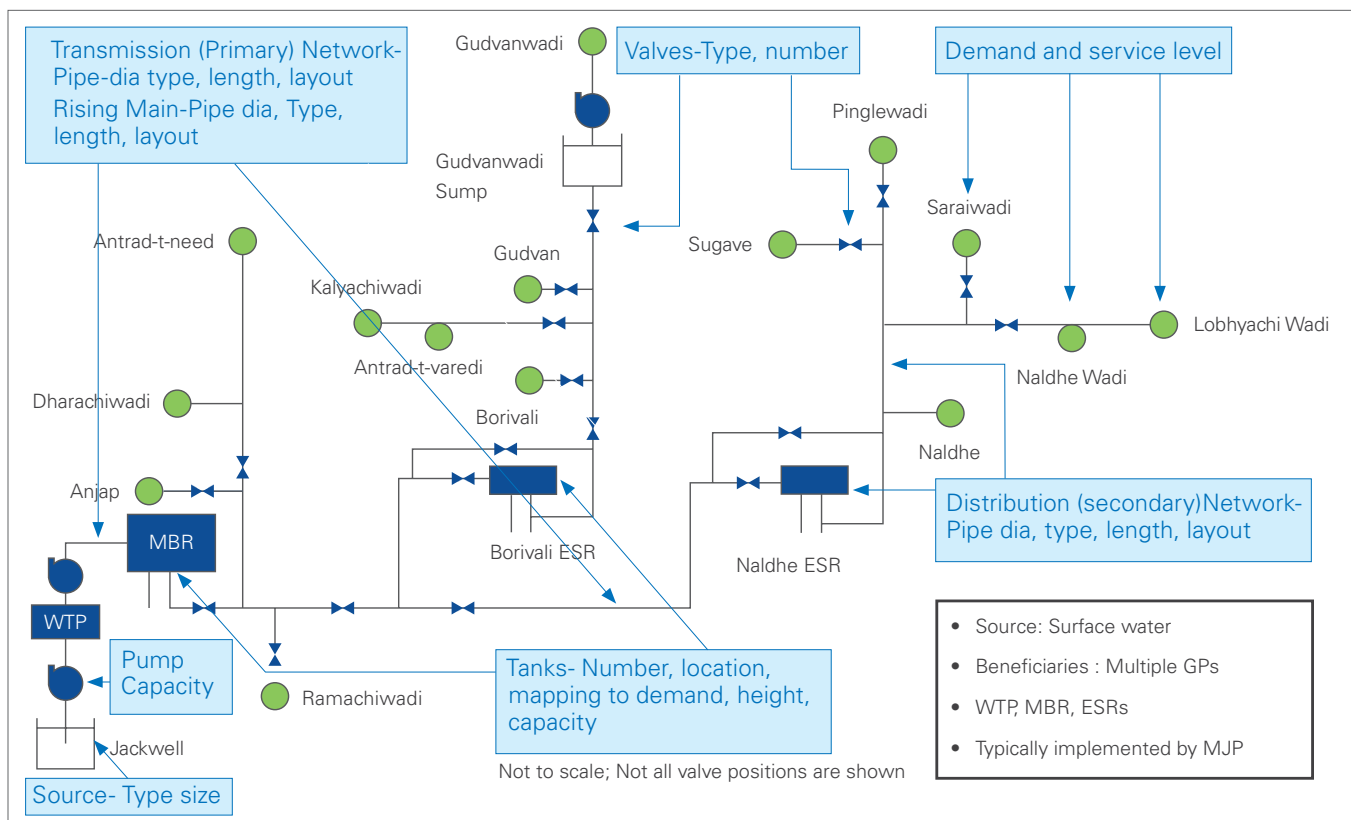 Transmission (Primary) Network-
Pipe-dia type, length, layout
Rising Main-Pipe dia, Type,
length, layout
Gudvanwadi
Valves-Type, number
Demand and service level
Pinglewadi
Gudvanwadi
Sump
Saraiwadi
Antrad-t-need
Gudvan
Sugave
Kalyachiwadi
Lobhyachi Wadi
Antrad-t-varedi
Naldhe Wadi
Dharachiwadi
Borivali
Naldhe
Anjap
MBR
Borivali ESR
Naldhe ESR
Distribution (secondary)Network-
Pipe dia, type, length, layout
WTP
Pump
Capacity
Ramachiwadi
Tanks- Number, location,
mapping to demand, height,
capacity
• Source: Surface water
• Beneficiaries : Multiple GPs
• WTP, MBR, ESRs
• Typically implemented by MJP
Jackwell
Not to scale; Not all valve positions are shown
Source- Type size